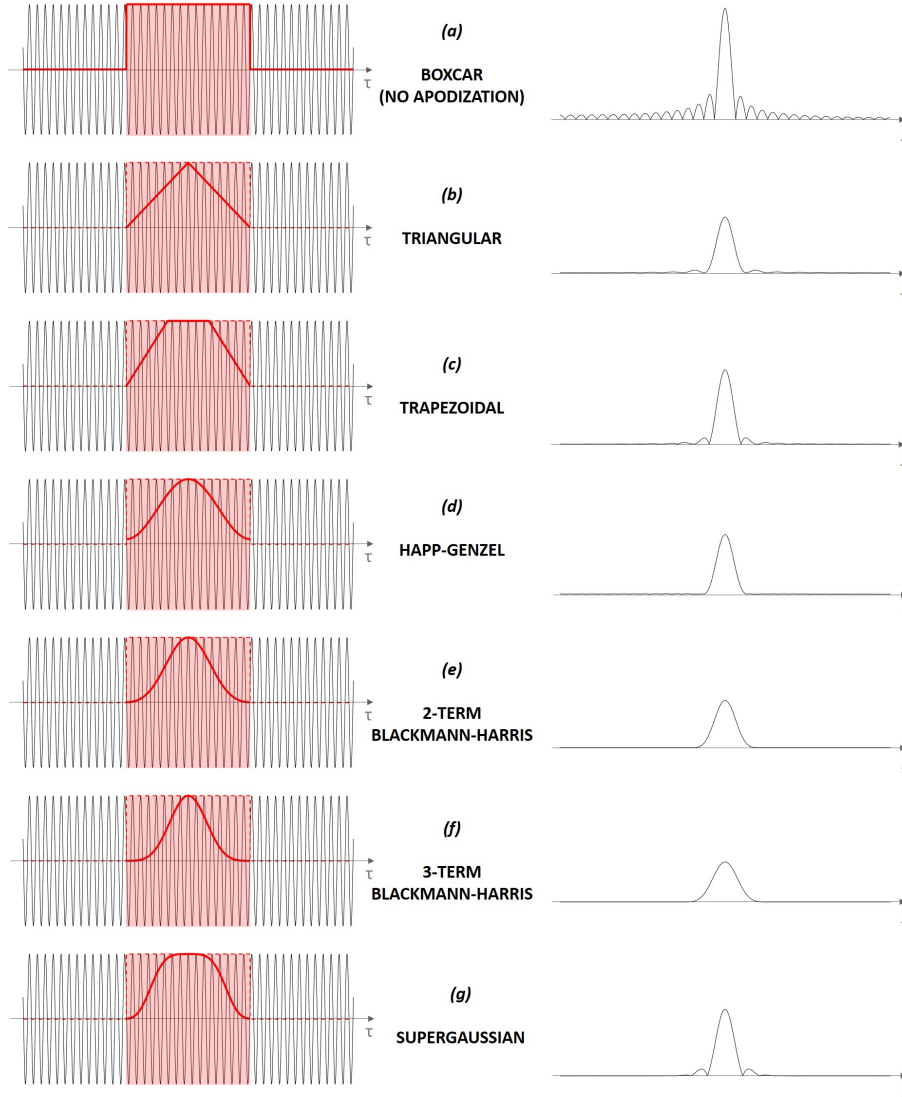 (a)
BOXCAR
(NO APODIZATION)
τ
(b)
TRIANGULAR
τ
(c)
TRAPEZOIDAL
τ
(d)
HAPP-GENZEL
τ
(e)
2-TERM
BLACKMANN-HARRIS
τ
(f)
3-TERM
BLACKMANN-HARRIS
τ
(g)
SUPERGAUSSIAN
τ